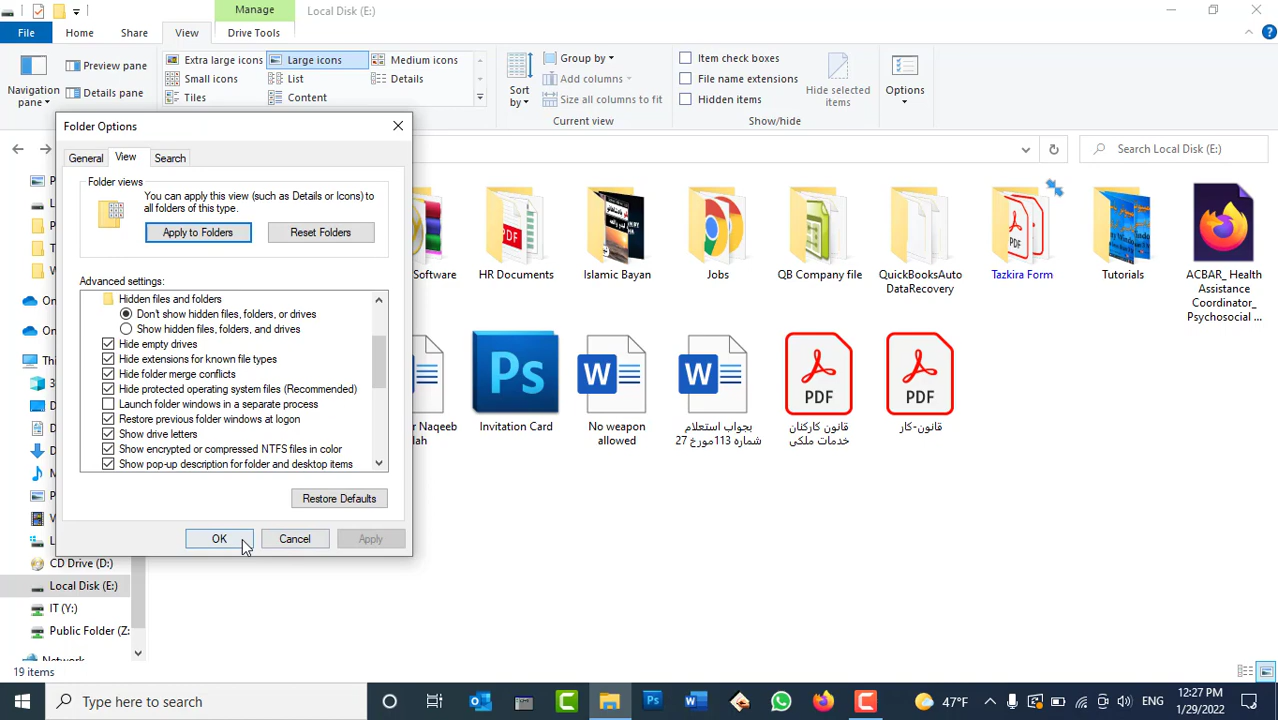 Manage
Local Disk (E:)
File
Home
Share
View
Drive Tools
Navigation
pane
Preview pane
Details pane
Extra large icons
Large icons
Medium icons
Small icons
List
Details
Tiles
Content
Sort
by
Group by
Add columns
Size all columns to fit
Current view
Item check boxes
File name extensions
Hidden items
Hide selected
items
Show/hide
Options
Search Local Disk (E:)
Folder Options
General
View
Search
Folder views
You can apply this view (such as Details or Icons) to
all folders of this type.
Apply to Folders
Reset Folders
Advanced settings:
Hidden files and folders
Don't show hidden files, folders, or drives
Show hidden files, folders, and drives
Hide empty drives
Hide extensions for known file types
Hide folder merge conflicts
Hide protected operating system files (Recommended)
Launch folder windows in a separate process
Restore previous folder windows at logon
Show drive letters
Show encrypted or compressed NTFS files in color
Show pop-up description for folder and desktop items
Restore Defaults
OK
Cancel
Apply
Software
HR Documents
Islamic Bayan
Jobs
QB Company file
QuickBooksAuto
DataRecovery
Tazkira Form
Tutorials
ACBAR_ Health
Assistance
Coordinator_
Psychosocial ...
r Naqeeb
lah
Invitation Card
No weapon
allowed
بجواب استعلام
شماره 113مورخ 27
قانون کارکنان
خدمات ملکی
قانون-کار
CD Drive (D:)
Local Disk (E:)
IT (Y:)
Public Folder (Z:
Network
19 items
Type here to search
47°F
ENG
12:27 PM
1/29/2022